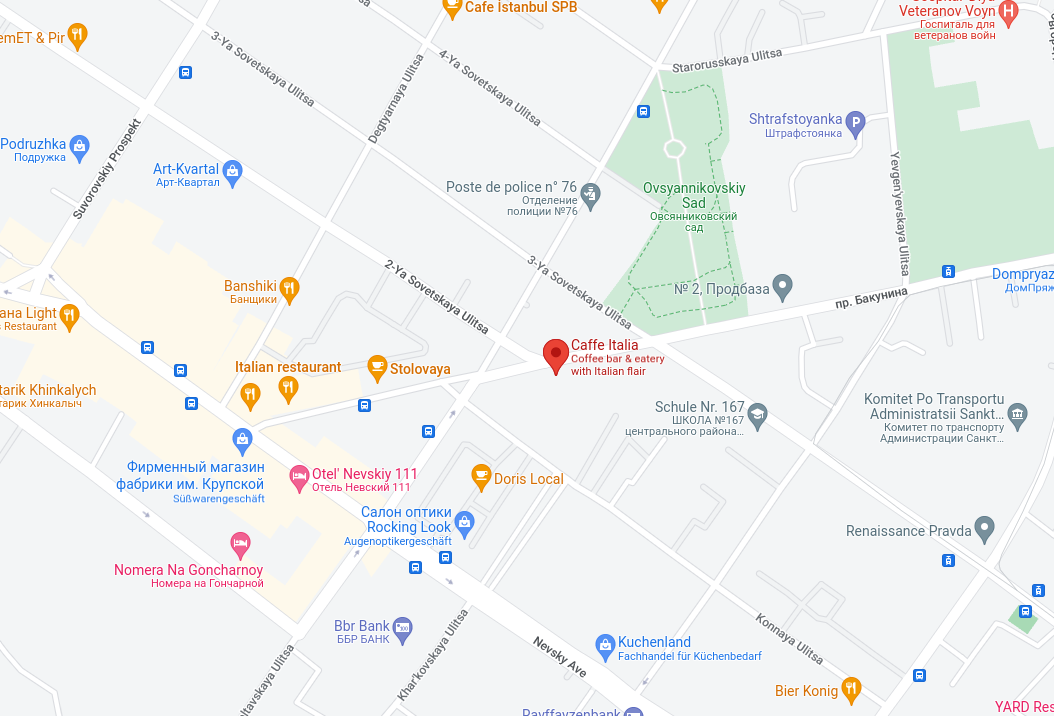 Cafe İstanbul SPB
Veteranov Voyn
Госпиталь для
ветеранов войн
emET & Pir
3-Ya Sovetskaya Ulitsa
4-Ya Sovetskaya Ulitsa
Degtyarnaya Ulitsa
Starorusskaya Ulitsa
Suvorovskiy Prospekt
Podruzhka
Подружка
Art-Kvartal
Арт-Квартал
Shtrafstoyanka
Штрафстоянка
Poste de police n° 76
Отделение
полиции №76
Ovsyannikovskiy
Sad
Овсянниковский
сад
Yevgen'yevskaya Ulitsa
2-Ya Sovetskaya Ulitsa
3-Ya Sovetskaya Ulitsa
Banshiki
Банщики
№ 2, Продбаза
пр. Бакунина
Dompryaz
ДомПряж
ана Light
s Restaurant
Caffe Italia
Coffee bar & eatery
with Italian flair
Italian restaurant
Stolovaya
tarik Khinkalych
тарик Хинкалыч
Schule Nr. 167
ШКОЛА №167
центрального района...
Komitet Po Transportu
Administratsii Sankt...
Комитет по транспорту
Администрации Санкт...
Фирменный магазин
фабрики им. Крупской
Süßwarengeschäft
Otel' Nevskiy 111
Отель Невский 111
Doris Local
Салон оптики
Rocking Look
Augenoptikergeschäft
Renaissance Pravda
Nomera Na Goncharnoy
Номера на Гончарной
Bbr Bank
ББР БАНК
Khar'kovskaya Ulitsa
ltavskaya Ulitsa
Nevsky Ave
Konnaya Ulitsa
Kuchenland
Fachhandel für Küchenbedarf
Bier Konig
Rayffayzenbank
YARD Res